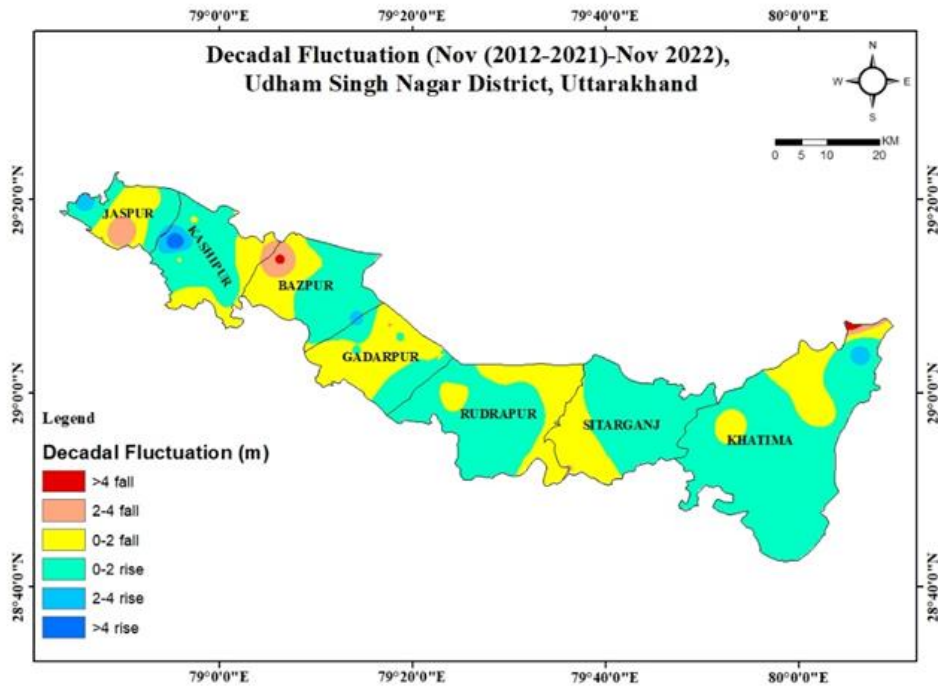 79°0'0"E 79°20'0"E 79°40'0"E 80°0'0"E
Decadal Fluctuation (Nov (2012-2021)-Nov 2022),
Udham Singh Nagar District, Uttarakhand
N
W E
S
KM
0 5 10 20
29°20'0"N 29°20'0"N
JASPUR
KASHIPUR
BAZPUR
GADARPUR
29°0'0"N 29°0'0"N
RUDRAPUR
SITARGANJ
KHATIMA
Legend
Decadal Fluctuation (m)
>4 fall
2-4 fall
0-2 fall
0-2 rise
2-4 rise
>4 rise
28°40'0"N 28°40'0"N
79°0'0"E 79°20'0"E 79°40'0"E 80°0'0"E